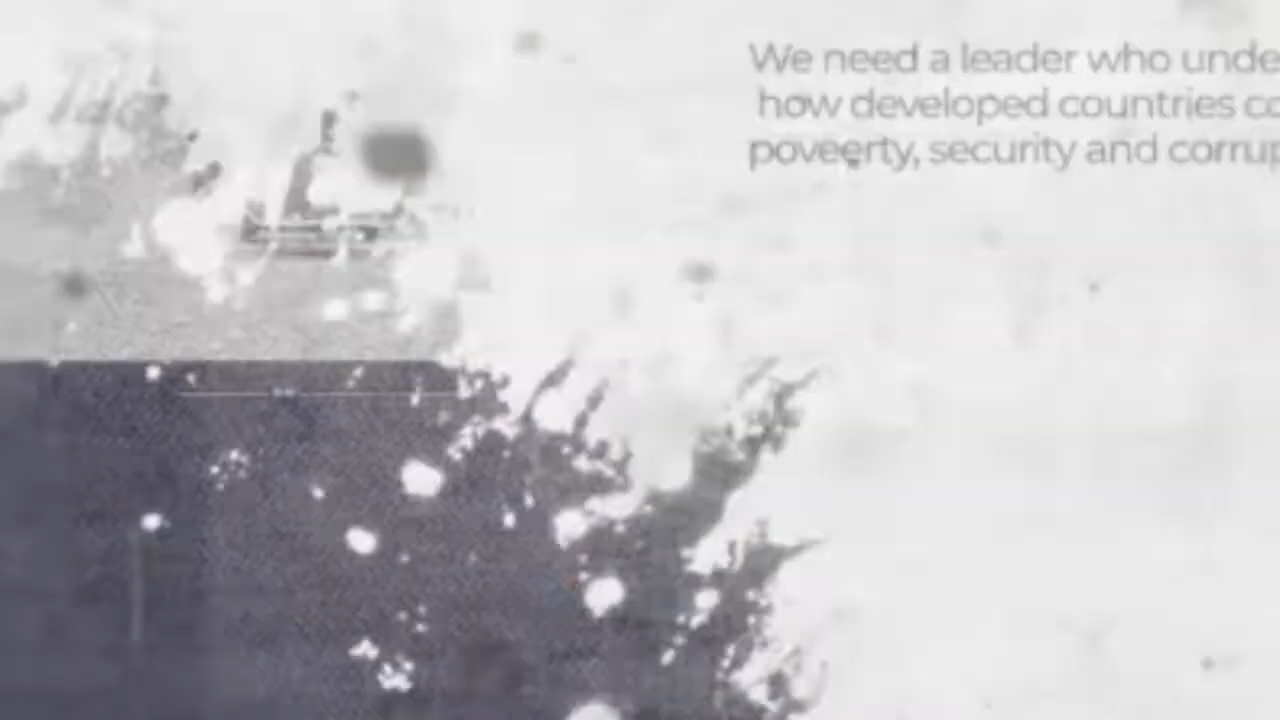 We need a leader who unde
how developed countries co
poveerty, security and corrup